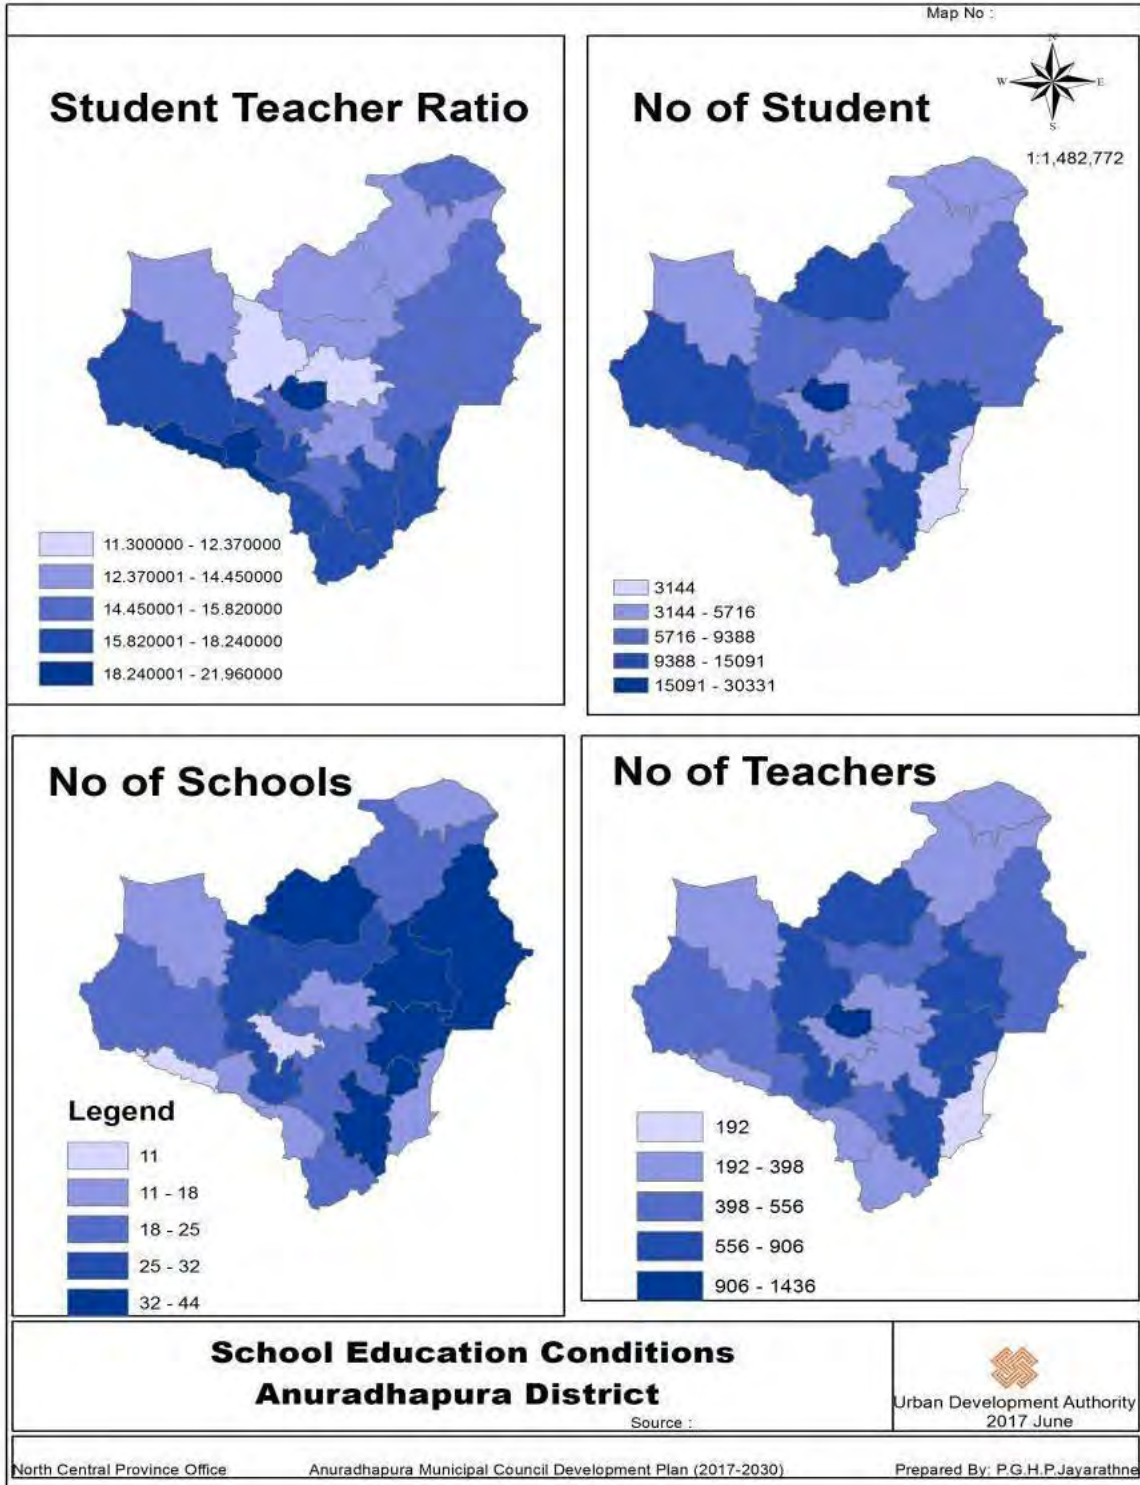 Map No :
Student Teacher Ratio
11.300000 - 12.370000
12.370001 - 14.450000
14.450001 - 15.820000
15.820001 - 18.240000
18.240001 - 21.960000
No of Student
N
W
E
S
1:1,482,772
3144
3144 - 5716
5716 - 9388
9388 - 15091
15091 - 30331
No of Schools
Legend
11
11 - 18
18 - 25
25 - 32
32 - 44
No of Teachers
192
192 - 398
398 - 556
556 - 906
906 - 1436
School Education Conditions
Anuradhapura District
Source :
Urban Development Authority
2017 June
North Central Province Office
Anuradhapura Municipal Council Development Plan (2017-2030)
Prepared By: P.G.H.P.Jayarathne